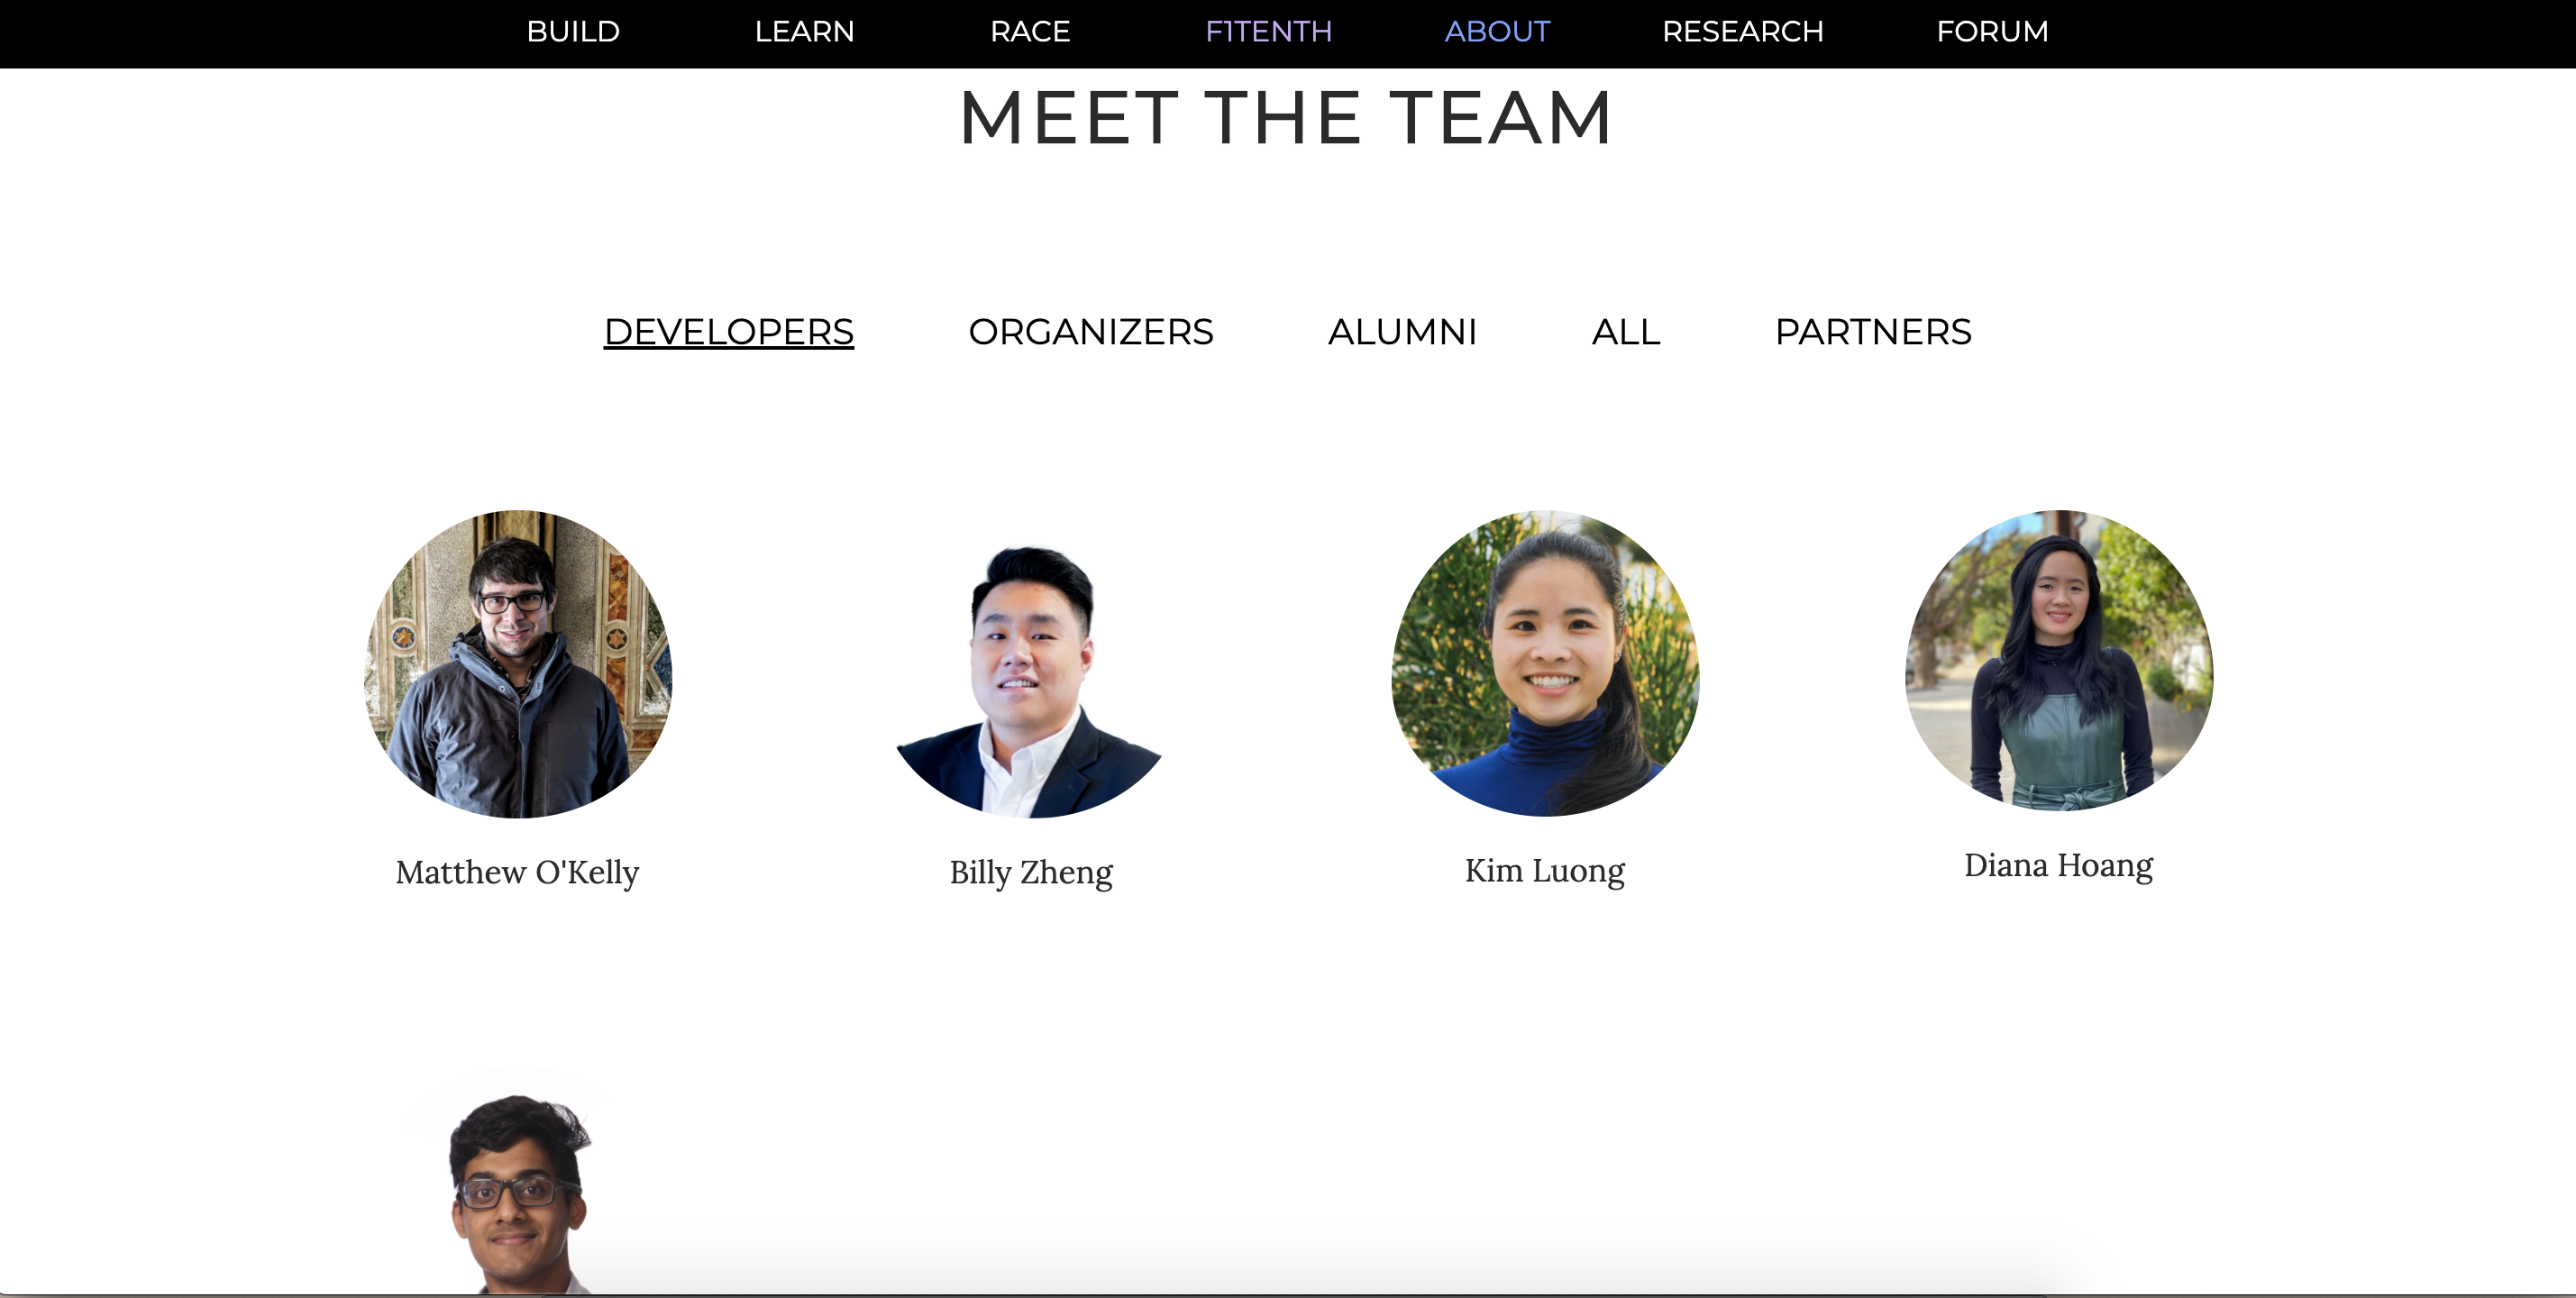 BUILD LEARN RACE F1TENTH ABOUT RESEARCH FORUM
MEET THE TEAM
DEVELOPERS ORGANIZERS ALUMNI ALL PARTNERS
Matthew O'Kelly Billy Zheng Kim Luong Diana Hoang